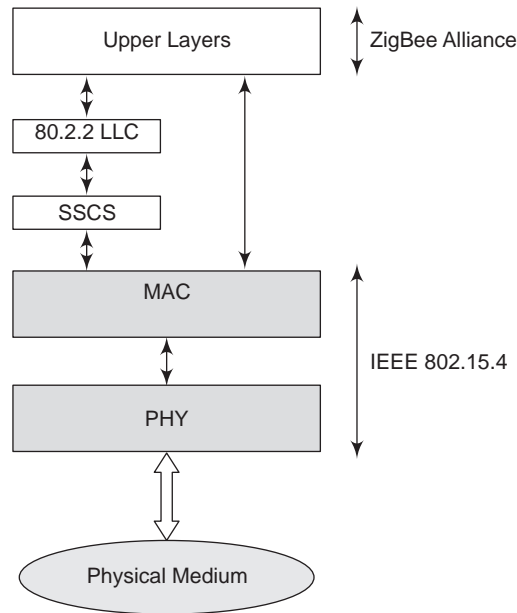 Upper Layers
ZigBee Alliance
80.2.2 LLC
SSCS
MAC
IEEE 802.15.4
PHY
Physical Medium